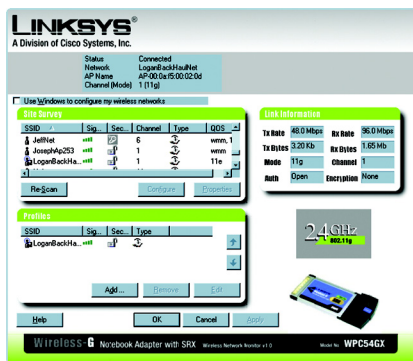 LINKSYS®
A Division of Cisco Systems, Inc.
Status Connected
Network LoganBackHaulNet
AP Name AP-00:0a:f5:00:02:0d
Channel (Mode) 1 (11g)
Use Windows to configure my wireless networks
Site Survey
SSID Sig... Sec... Channel Type QOS
JeffNet 6 wmm, 1
JosephAp253 3 wmm
LoganBackHa... 1 11e
Re-Scan Configure Properties
Link Information
Tx Rate 48.0 Mbps Rx Rate 96.0 Mbps
Tx Bytes 3.20 Kb Rx Bytes 1.65 Mb
Mode 11g Channel 1
Auth Open Encryption None
Profiles
SSID Sig... Sec... Type
LoganBackHa...
Add... Remove Edit
2.4GHz
802.11g
Help OK Cancel Apply
Wireless-G Notebook Adapter with SRX Wireless Network Monitor v1.0 Model No. WPC54GX